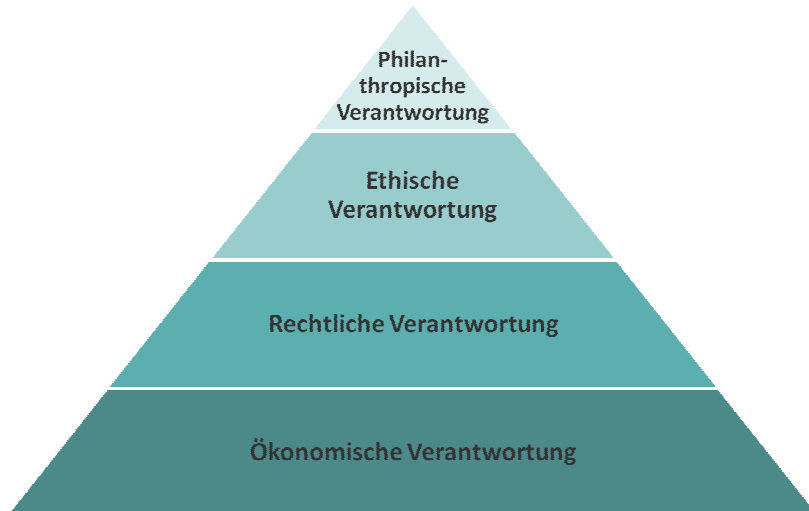 Philan-
thropische
Verantwortung
Ethische
Verantwortung
Rechtliche Verantwortung
Ökonomische Verantwortung